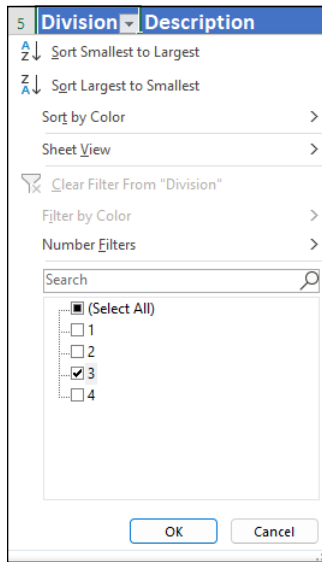 5 Division Description
A Z Sort Smallest to Largest
Z A Sort Largest to Smallest
Sort by Color
Sheet View
Clear Filter From "Division"
Filter by Color
Number Filters
Search
(Select All)
1
2
3
4
OK Cancel